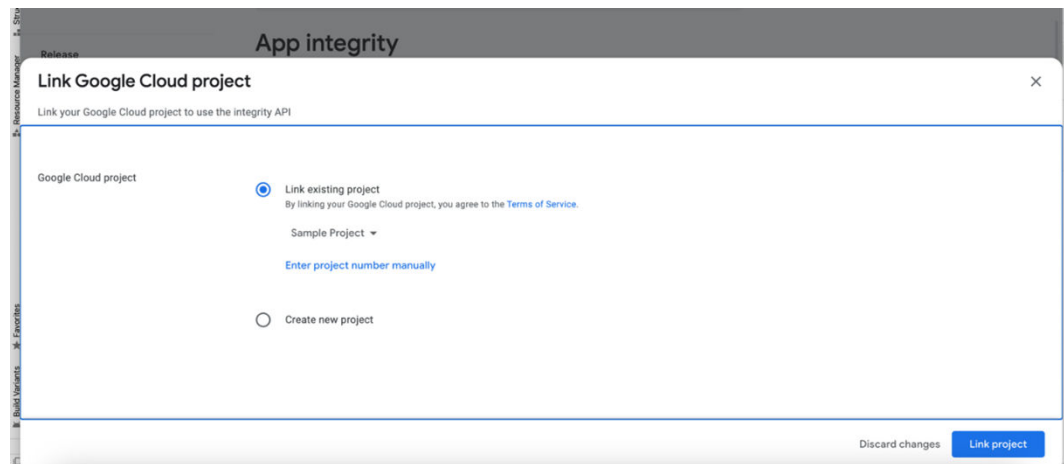 Stru
Resource Manager
Favorites
Build Variants
Release
App integrity
Link Google Cloud project
Link your Google Cloud project to use the integrity API
Google Cloud project
Link existing project
By linking your Google Cloud project, you agree to the Terms of Service.
Sample Project
Enter project number manually
Create new project
Discard changes
Link project